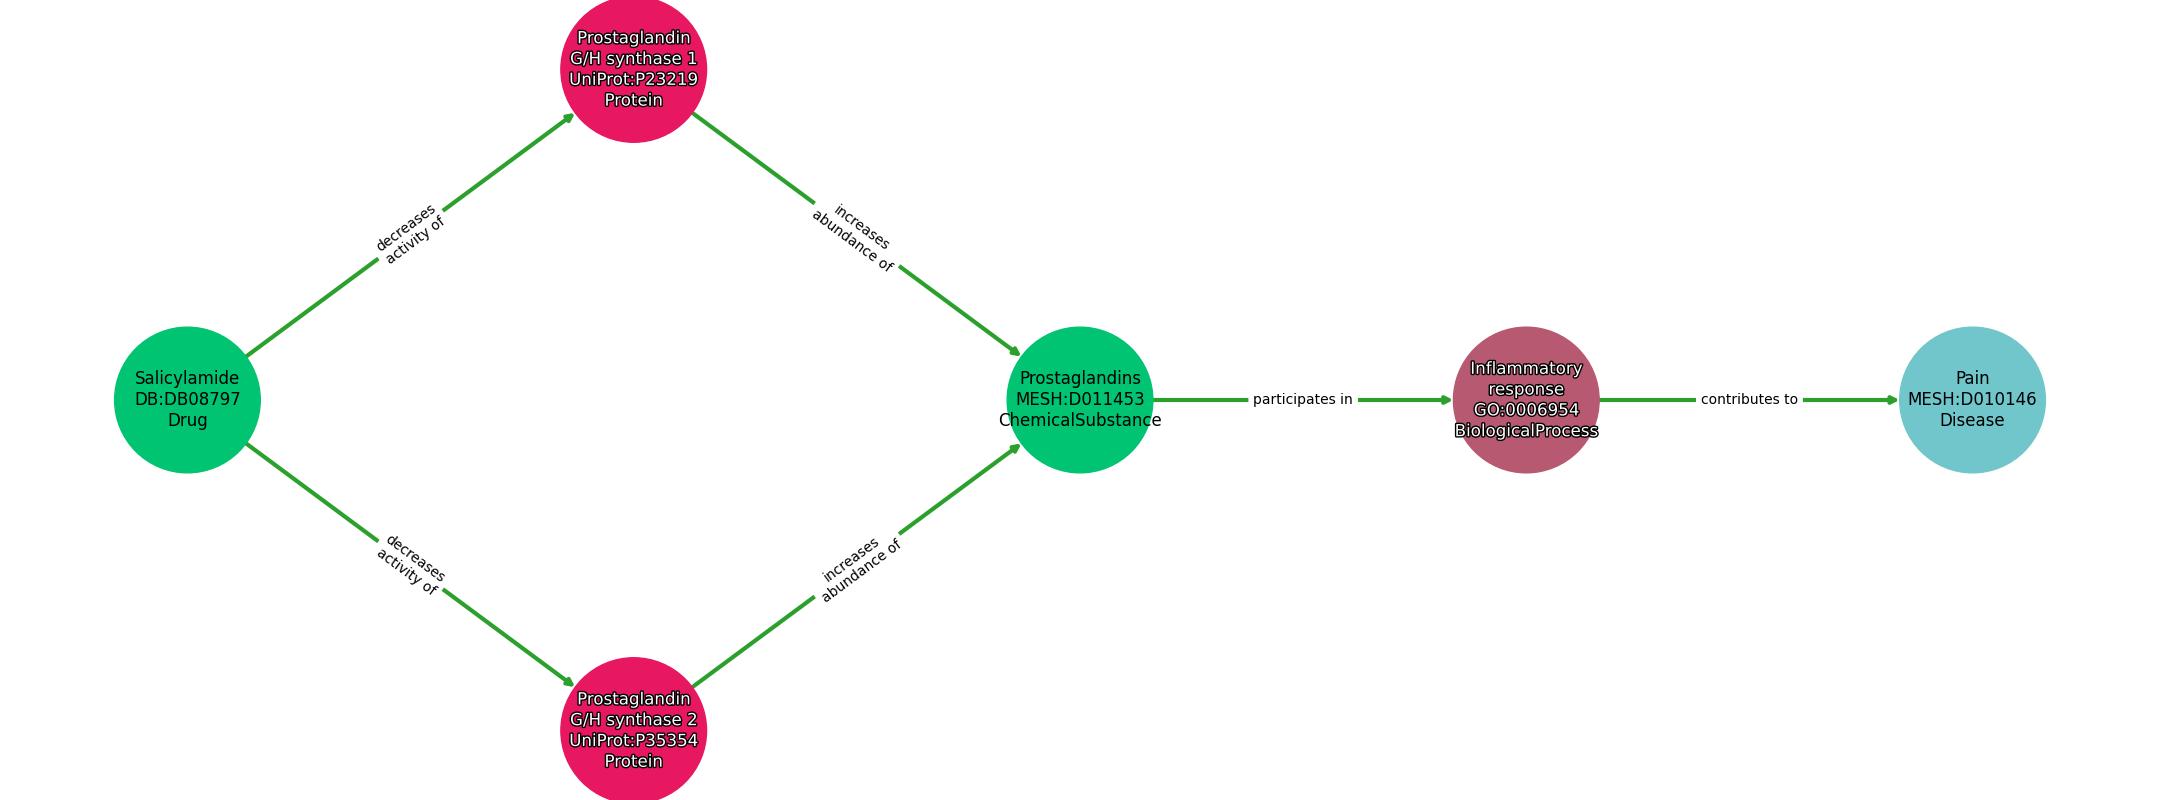 Prostaglandin
G/H synthase 1
UniProt:P23219
Protein
decreases
activity of
increases
abundance of
Salicylamide
DB:DB08797
Drug
Prostaglandins
MESH:D011453
ChemicalSubstance
participates in
Inflammatory
response
GO:0006954
BiologicalProcess
contributes to
Pain
MESH:D010146
Disease
decreases
activity of
increases
abundance of
Prostaglandin
G/H synthase 2
UniProt:P35354
Protein